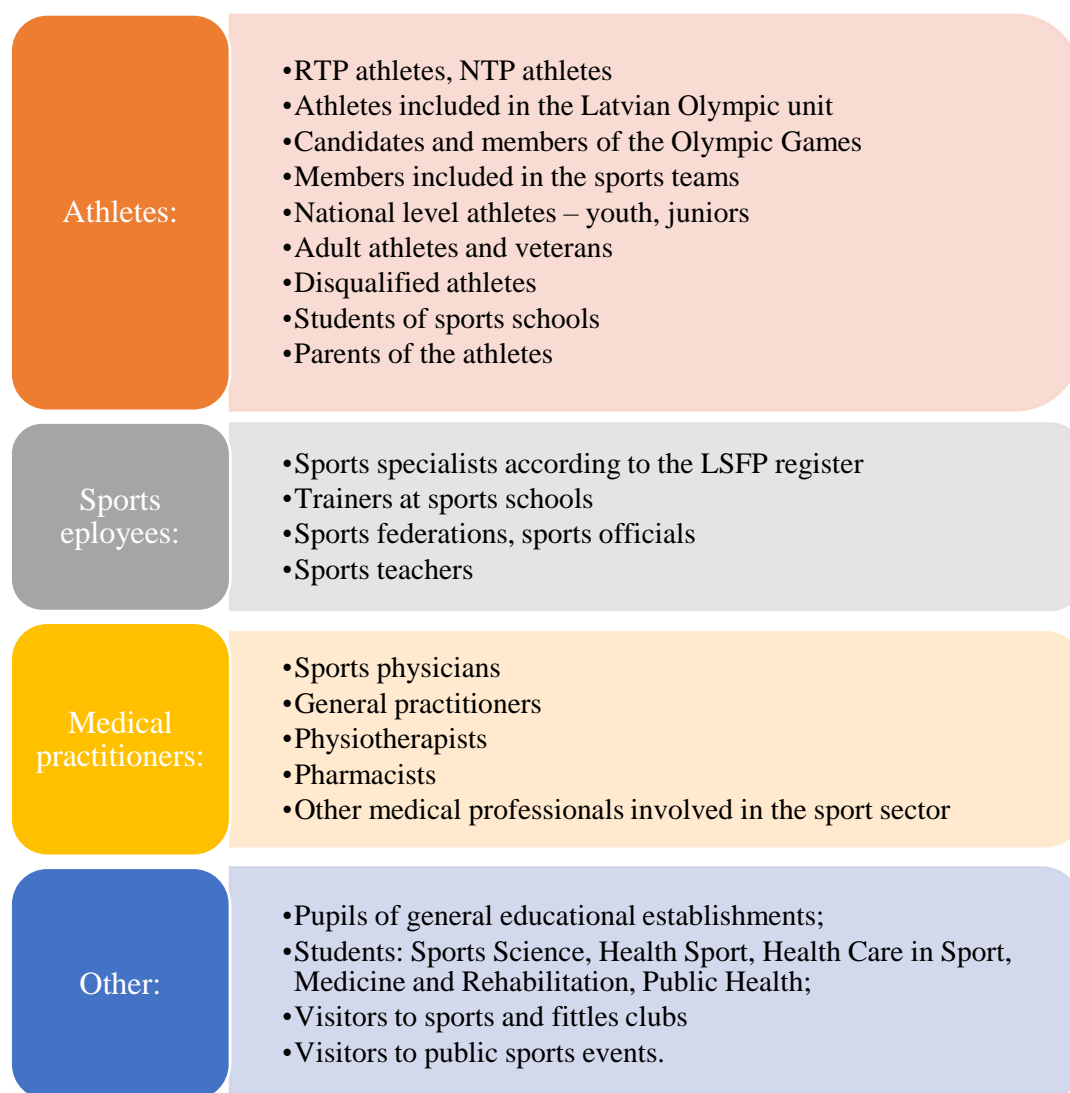 Athletes:
•RTP athletes, NTP athletes
•Athletes included in the Latvian Olympic unit
•Candidates and members of the Olympic Games
•Members included in the sports teams
•National level athletes – youth, juniors
•Adult athletes and veterans
•Disqualified athletes
•Students of sports schools
•Parents of the athletes
Sports
eployees:
•Sports specialists according to the LSFP register
•Trainers at sports schools
•Sports federations, sports officials
•Sports teachers
Medical
practitioners:
•Sports physicians
•General practitioners
•Physiotherapists
•Pharmacists
•Other medical professionals involved in the sport sector
Other:
•Pupils of general educational establishments;
•Students: Sports Science, Health Sport, Health Care in Sport,
Medicine and Rehabilitation, Public Health;
•Visitors to sports and fittles clubs
•Visitors to public sports events.